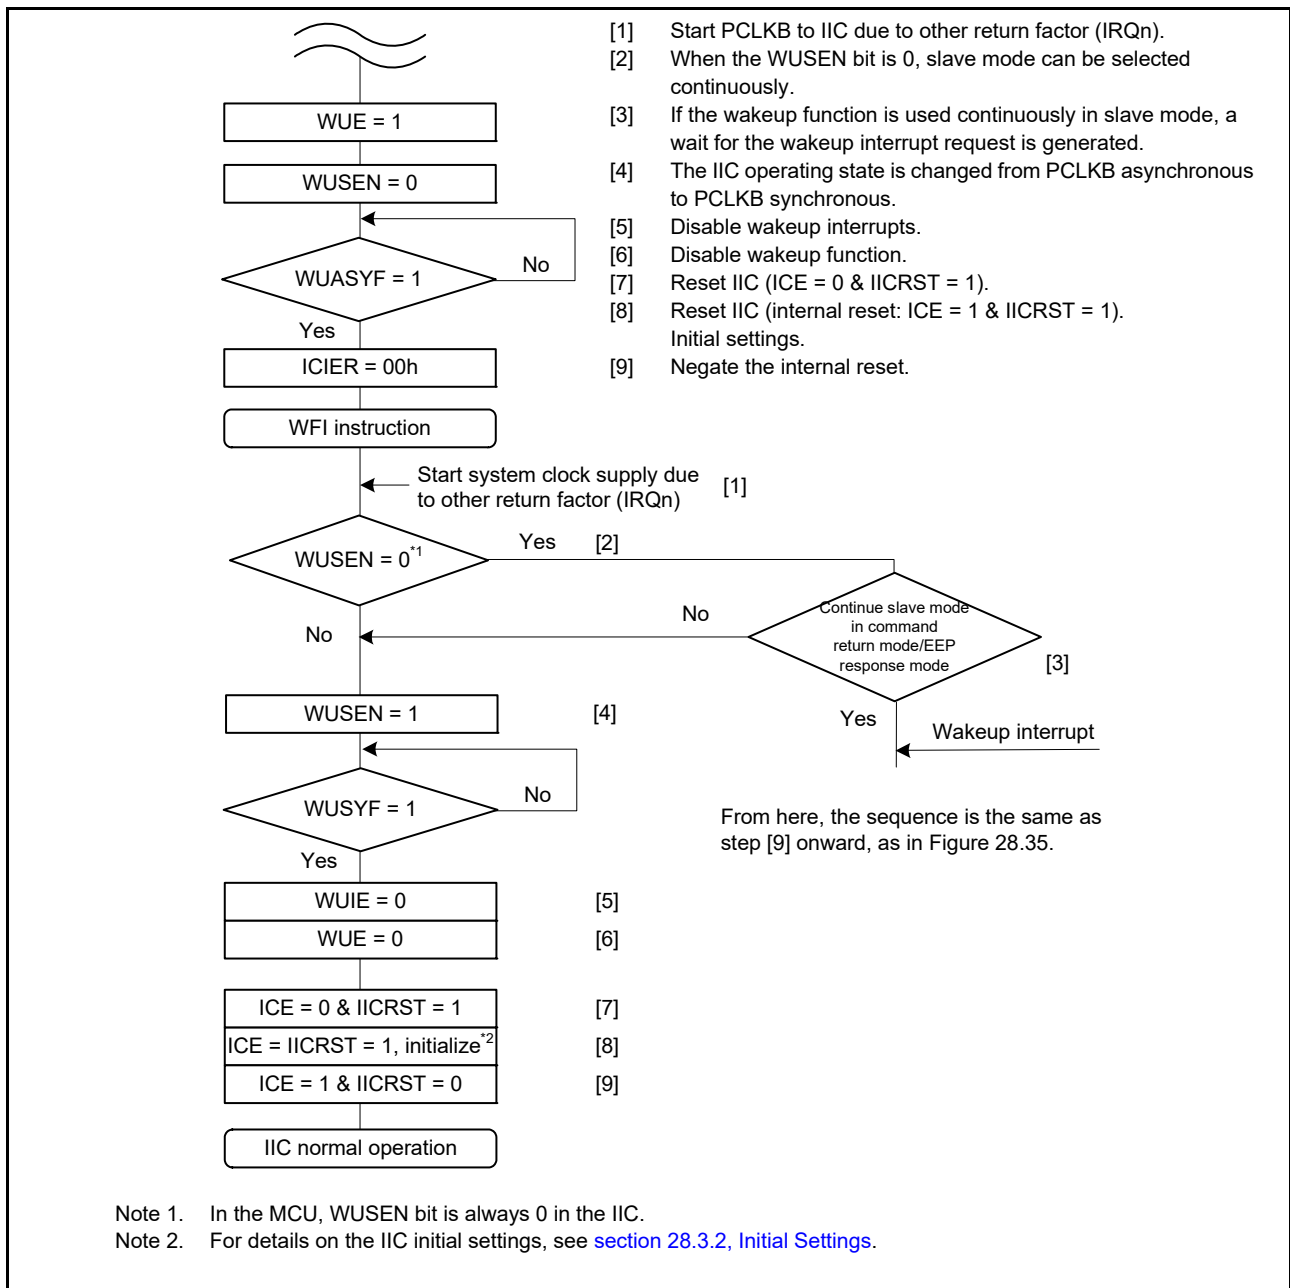 [1] Start PCLKB to IIC due to other return factor (IRQn).
[2] When the WUSEN bit is 0, slave mode can be selected
continuously.
[3] If the wakeup function is used continuously in slave mode, a
wait for the wakeup interrupt request is generated.
[4] The IIC operating state is changed from PCLKB asynchronous
to PCLKB synchronous.
[5] Disable wakeup interrupts.
[6] Disable wakeup function.
[7] Reset IIC (ICE = 0 & IICRST = 1).
[8] Reset IIC (internal reset: ICE = 1 & IICRST = 1).
Initial settings.
[9] Negate the internal reset.
WUE = 1
WUSEN = 0
WUASYF = 1
No
Yes
ICIER = 00h
WFI instruction
Start system clock supply due
to other return factor (IRQn)
[1]
WUSEN = 0*1
Yes [2]
No
Continue slave mode
in command
return mode/EEP
response mode
[3]
No
Yes
Wakeup interrupt
From here, the sequence is the same as
step [9] onward, as in Figure 28.35.
WUSEN = 1 [4]
WUSYF = 1
No
Yes
WUIE = 0 [5]
WUE = 0 [6]
ICE = 0 & IICRST = 1 [7]
ICE = IICRST = 1, initialize*2 [8]
ICE = 1 & IICRST = 0 [9]
IIC normal operation
Note 1. In the MCU, WUSEN bit is always 0 in the IIC.
Note 2. For details on the IIC initial settings, see section 28.3.2, Initial Settings.